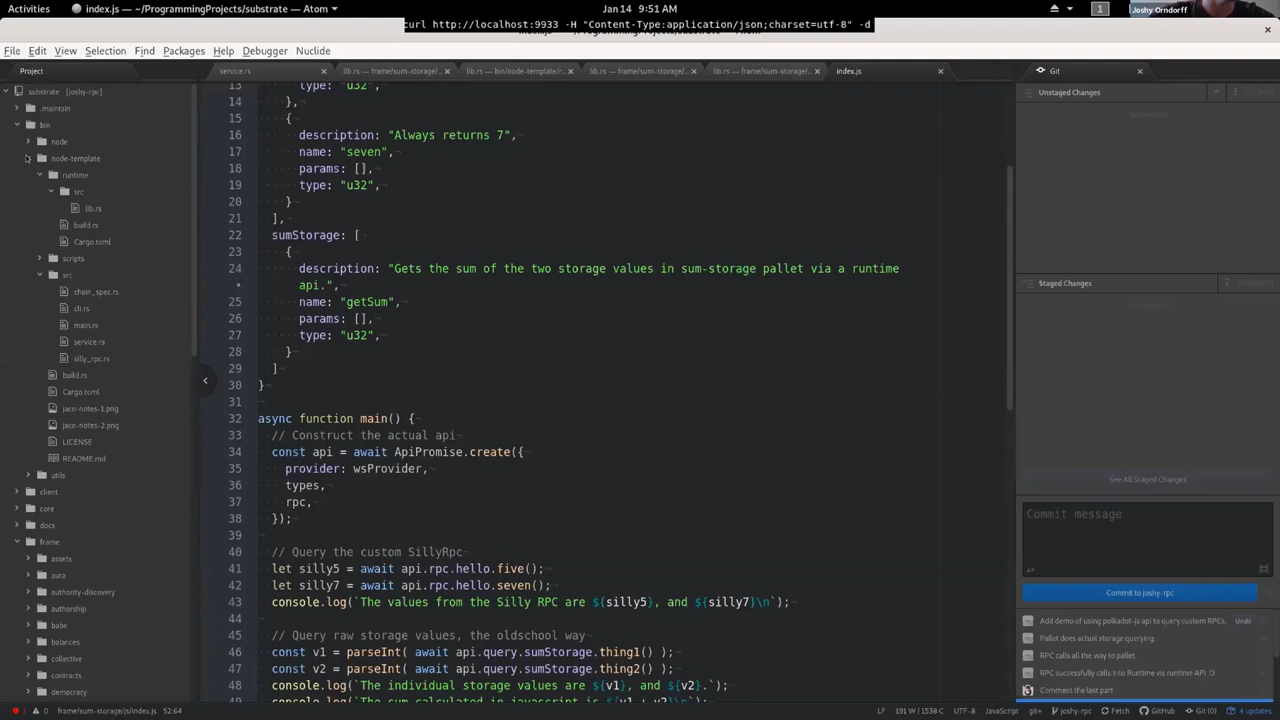 Activities
index.js — ~/ProgrammingProjects/substrate — Atom
Jan 14 9:51 AM
1
Joshy Orndorff
curl http://localhost:9933 -H "Content-Type:application/json;charset=utf-8" -d
File Edit View Selection Find Packages Help Debugger Nuclide
Project
service.rs
lib.rs — frame/sum-storage/
lib.rs — bin/node-template/r
lib.rs — frame/sum-storage/
lib.rs — frame/sum-storage/
index.js
Git
substrate [joshy-rpc]
.maintain
bin
node
node-template
runtime
src
lib.rs
build.rs
Cargo.toml
scripts
src
chain_spec.rs
cli.rs
main.rs
service.rs
silly_rpc.rs
build.rs
Cargo.toml
jaco-notes-1.png
jaco-notes-2.png
LICENSE
README.md
utils
client
core
docs
frame
assets
aura
authority-discovery
authorship
babe
balances
collective
contracts
democracy
13 type: "u32",
14 },
15 {
16 description: "Always returns 7",
17 name: "seven",
18 params: [],
19 type: "u32",
20 }
21 ],
22 sumStorage: [
23 {
24 description: "Gets the sum of the two storage values in sum-storage pallet via a runtime
• api.",
25 name: "getSum",
26 params: [],
27 type: "u32",
28 }
29 ]
30 }
31
32 async function main() {
33 // Construct the actual api
34 const api = await ApiPromise.create({
35 provider: wsProvider,
36 types,
37 rpc,
38 });
39
40 // Query the custom SillyRpc
41 let silly5 = await api.rpc.hello.five();
42 let silly7 = await api.rpc.hello.seven();
43 console.log(`The values from the Silly RPC are ${silly5}, and ${silly7}\n`);
44
45 // Query raw storage values, the oldschool way
46 const v1 = parseInt( await api.query.sumStorage.thing1() );
47 const v2 = parseInt( await api.query.sumStorage.thing2() );
48 console.log(`The individual storage values are ${v1}, and ${v2}.`);
Unstaged Changes
Staged Changes
See All Staged Changes
Commit message
Commit to joshy-rpc
Add demo of using polkadot-js api to query custom RPCs. Undo
Pallet does actual storage querying.
RPC calls all the way to pallet.
RPC successfully calls into Runtime via runtime API :D
Comment the last part
0 frame/sum-storage/js/index.js 52:64
LF 191 W | 1538 C UTF-8 JavaScript git+ joshy-rpc Fetch GitHub Git (0) 4 updates